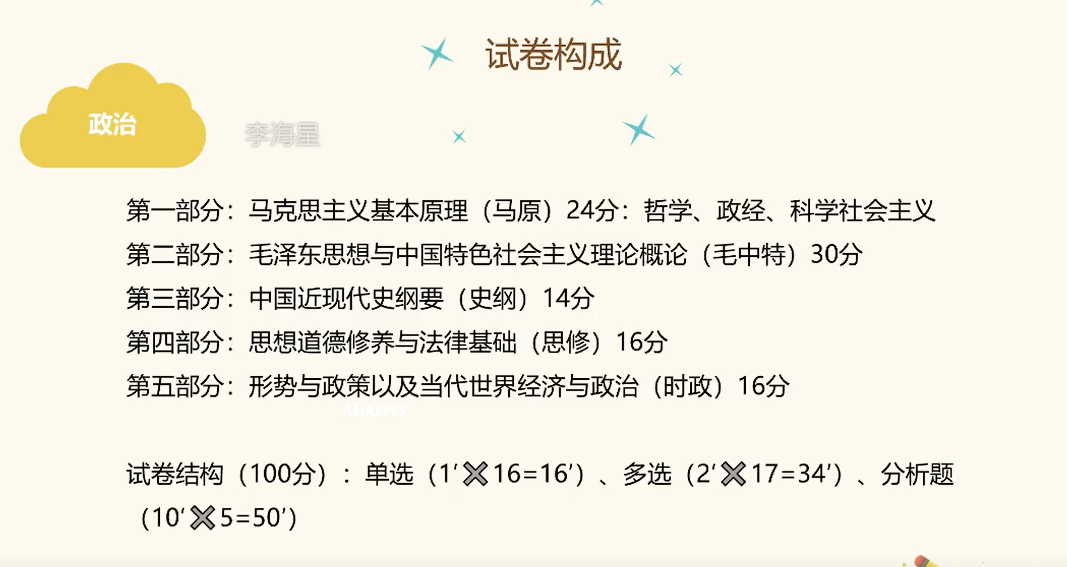 试卷构成
政治
李海星
第一部分：马克思主义基本原理（马原）24分：哲学、政经、科学社会主义
第二部分：毛泽东思想与中国特色社会主义理论概论（毛中特）30分
第三部分：中国近现代史纲要（史纲）14分
第四部分：思想道德修养与法律基础（思修）16分
第五部分：形势与政策以及当代世界经济与政治（时政）16分
ANALYSS
试卷结构（100分）：单选（1'✖16=16'）、多选（2'✖17=34'）、分析题
（10'✖5=50'）